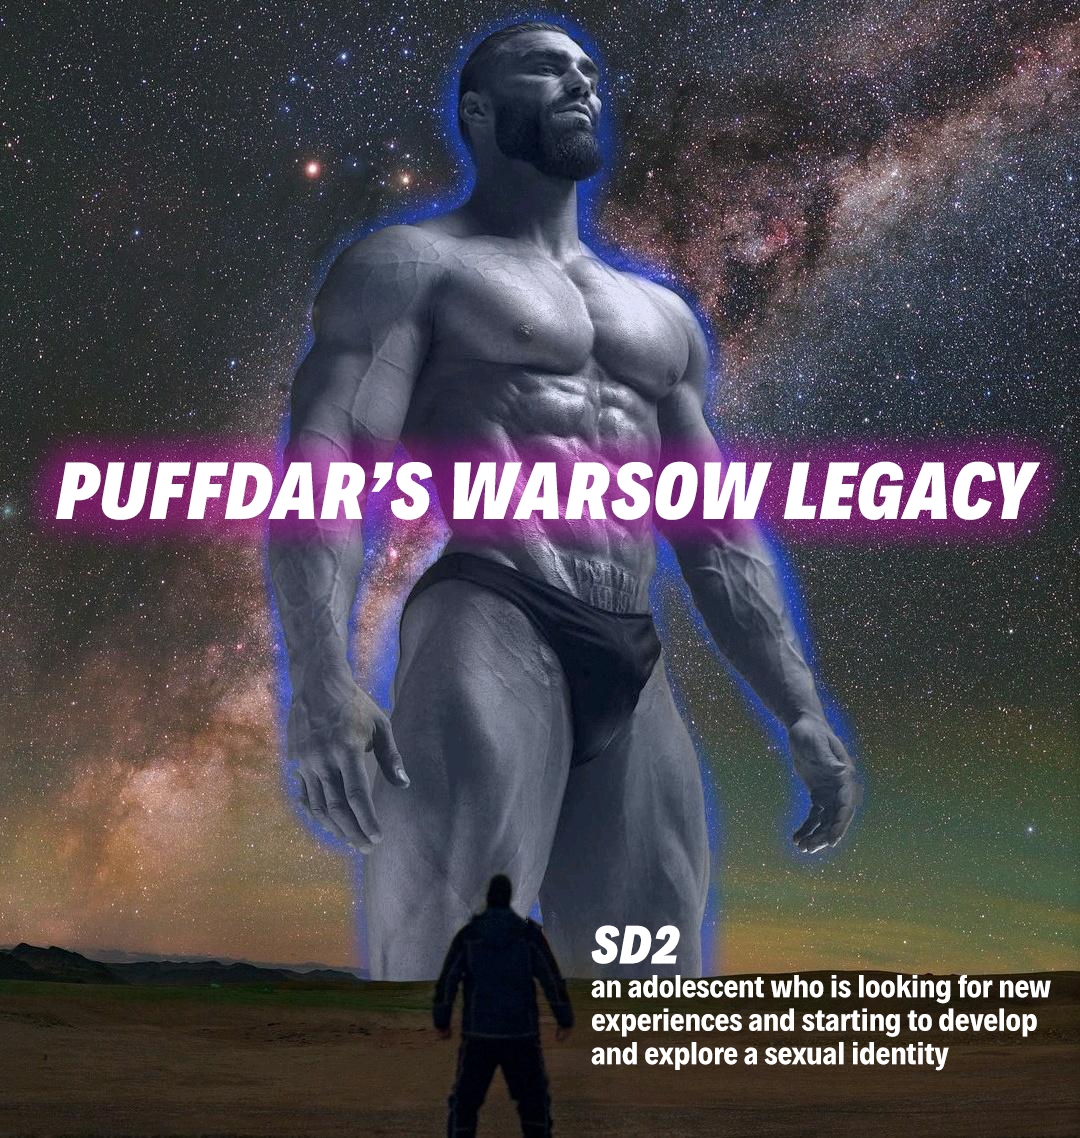 PUFFDAR’S WARSOW LEGACY
SD2
an adolescent who is looking for new
experiences and starting to develop
and explore a sexual identity